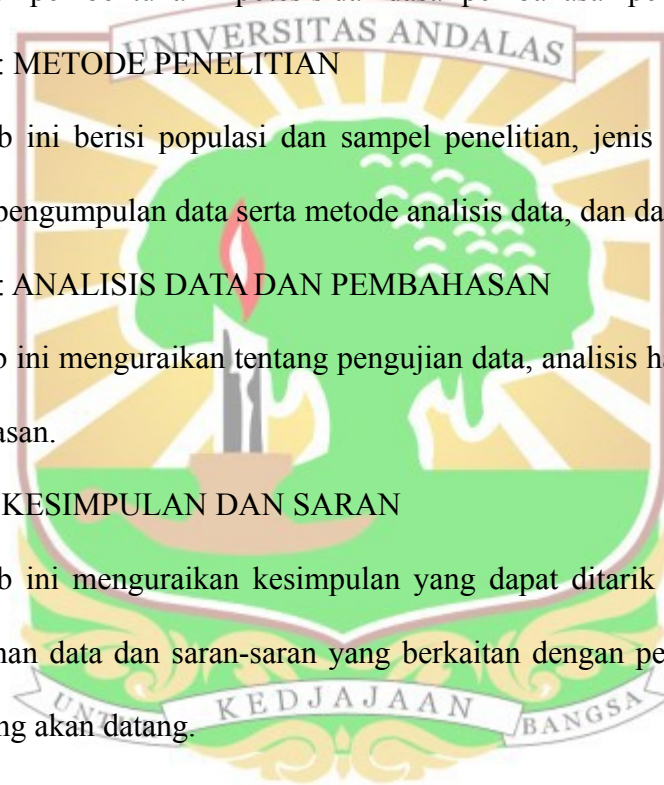 UNIVERSITAS ANDALAS
: METODE PENELITIAN
ini berisi populasi dan sampel penelitian, jenis
pengumpulan data serta metode analisis data, dan da
: ANALISIS DATA DAN PEMBAHASAN
ini menguraikan tentang pengujian data, analisis ha
asan.
KESIMPULAN DAN SARAN
ini menguraikan kesimpulan yang dapat ditarik
data dan saran-saran yang berkaitan dengan pe
akan datang.
UNTUK KEDJAJAAN BANGSA